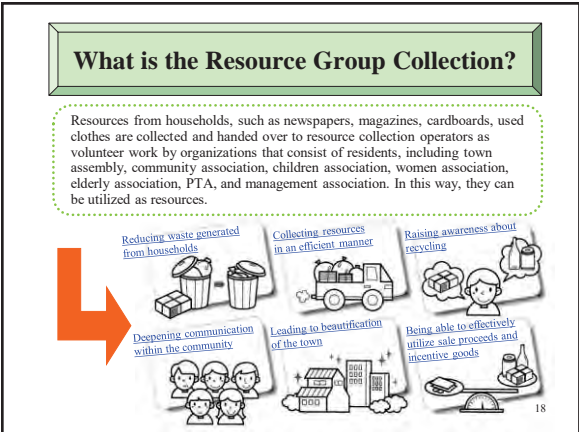 What is the Resource Group Collection?
Resources from households, such as newspapers, magazines, cardboards, used
clothes are collected and handed over to resource collection operators as
volunteer work by organizations that consist of residents, including town
assembly, community association, children association, women association,
elderly association, PTA, and management association. In this way, they can
be utilized as resources.
Reducing waste generated
from households
Collecting resources
in an efficient manner
Raising awareness about
recycling
Deepening communication
within the community
Leading to beautification
of the town
Being able to effectively
utilize sale proceeds and
incentive goods
18